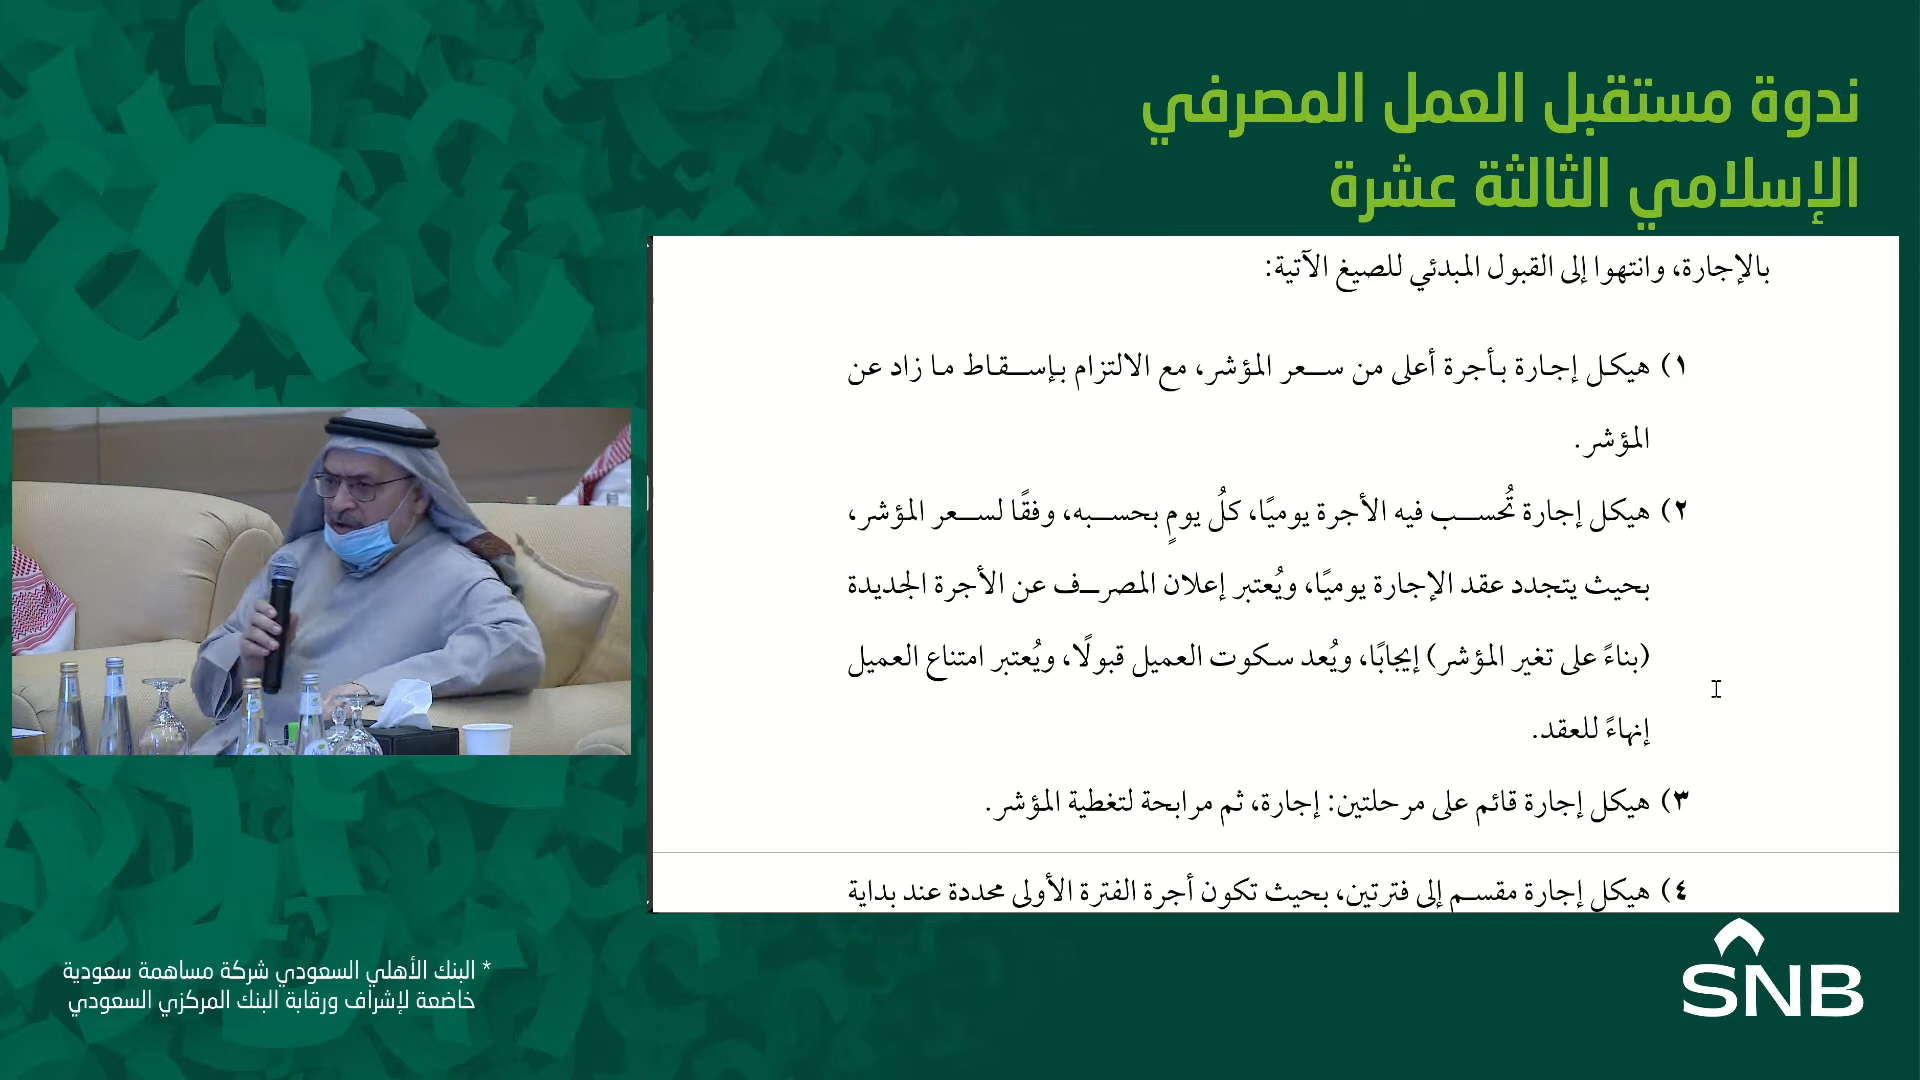 ندوة مستقبل العمل المصرفي
الإسلامي الثالثة عشرة
بالإجارة، وانتهوا إلى القبول المبدئي للصيغ الآتية:
١) هيكل إجارة بأجرة أعلى من سعر المؤشر، مع الالتزام بإسقاط ما زاد عن
المؤشر.
٢) هيكل إجارة تُحسب فيه الأجرة يوميًا، كلُ يومٍ بحسبه، وفقًا لسعر المؤشر،
بحيث يتجدد عقد الإجارة يوميًا، ويُعتبر إعلان المصرف عن الأجرة الجديدة
(بناءً على تغير المؤشر) إيجابًا، ويُعد سكوت العميل قبولًا، ويُعتبر امتناع العميل
إنهاءً للعقد.
٣) هيكل إجارة قائم على مرحلتين: إجارة، ثم مرابحة لتغطية المؤشر.
٤) هيكل إجارة مقسم إلى فترتين، بحيث تكون أجرة الفترة الأولى محددة عند بداية
* البنك الأهلي السعودي شركة مساهمة سعودية
خاضعة لإشراف ورقابة البنك المركزي السعودي
SNB